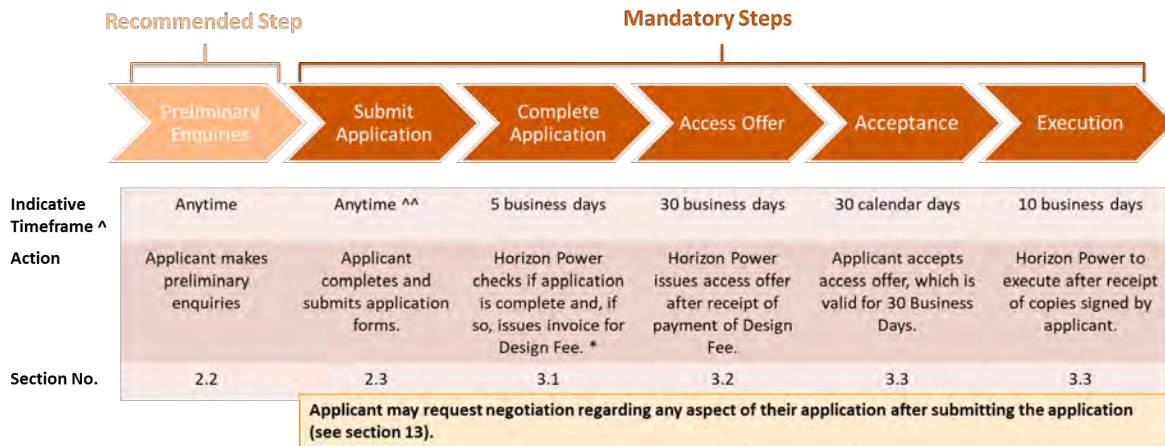 Recommended Step
Mandatory Steps
Preliminary
Enquiries
Submit
Application
Complete
Application
Access Offer
Acceptance
Execution
Indicative
Timeframe ^
Anytime
Anytime ^^
5 business days
30 business days
30 calendar days
10 business days
Action
Applicant makes
preliminary
enquiries
Applicant
completes and
submits application
forms.
Horizon Power
checks if application
is complete and, if
so, issues invoice for
Design Fee. *
Horizon Power
issues access offer
after receipt of
payment of Design
Fee.
Applicant accepts
access offer, which is
valid for 30 Business
Days.
Horizon Power to
execute after receipt
of copies signed by
applicant.
Section No.
2.2
2.3
3.1
3.2
3.3
3.3
Applicant may request negotiation regarding any aspect of their application after submitting the application
(see section 13).